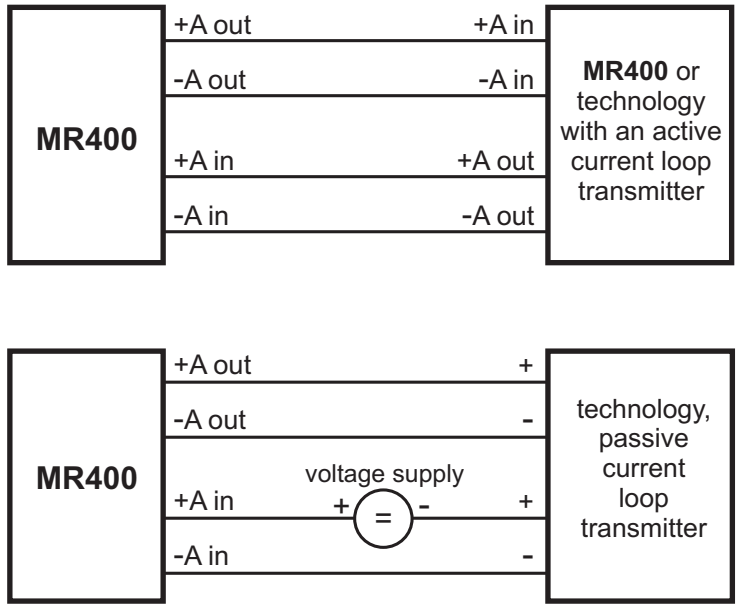 +A out +A in
-A out -A in
MR400
MR400 or
technology
with an active
current loop
transmitter
+A in +A out
-A in -A out
+A out +
-A out -
MR400
technology,
passive
current
loop
transmitter
voltage supply
+A in + = - +
-A in -